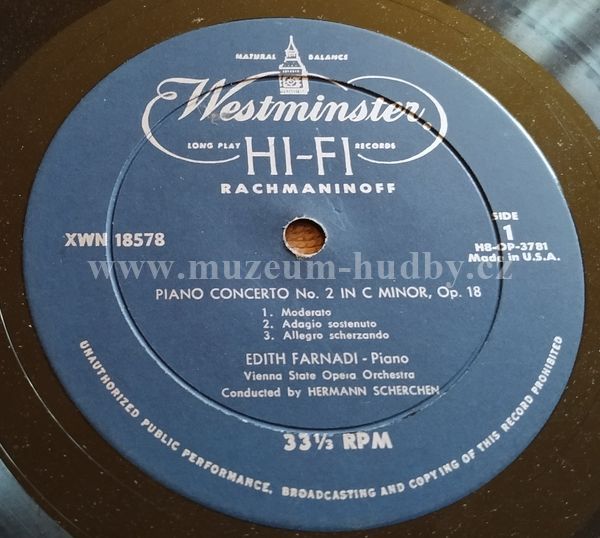 NATURAL BALANCE
Westminster
LONG PLAY RECORDS
HI-FI
RACHMANINOFF
XWN 18578
SIDE
1
H8-OP-3781
Made in U.S.A.
www.muzeum-hudby.cz
PIANO CONCERTO No. 2 IN C MINOR, Op. 18
1. Moderato
2. Adagio sostenuto
3. Allegro scherzando
EDITH FARNADI - Piano
Vienna State Opera Orchestra
Conducted by HERMANN SCHERCHEN
33⅓ RPM
UNAUTHORIZED PUBLIC PERFORMANCE, BROADCASTING AND COPYING OF THIS RECORD PROHIBITED